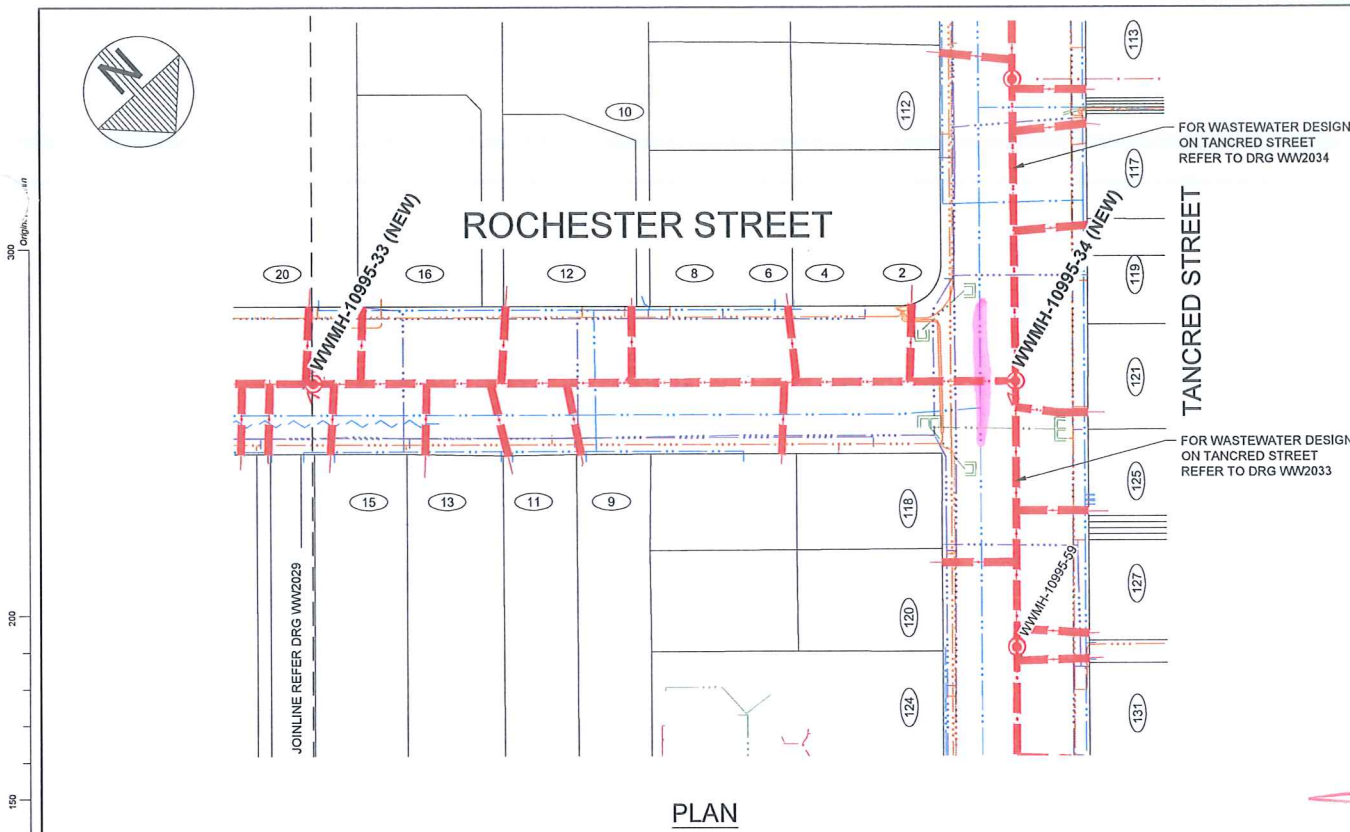 N
113
10
112
FOR WASTEWATER DESIGN
ON TANCRED STREET
REFER TO DRG WW2034
117
ROCHESTER STREET
TANCRED STREET
WWMH-10995-33 (NEW)
WWMH-10995-34 (NEW)
300
20
16
12
8
6
4
2
119
121
FOR WASTEWATER DESIGN
ON TANCRED STREET
REFER TO DRG WW2033
125
15
13
11
9
118
WWMH-10995-59
127
JOINLINE REFER DRG WW2029
200
120
124
131
150
PLAN